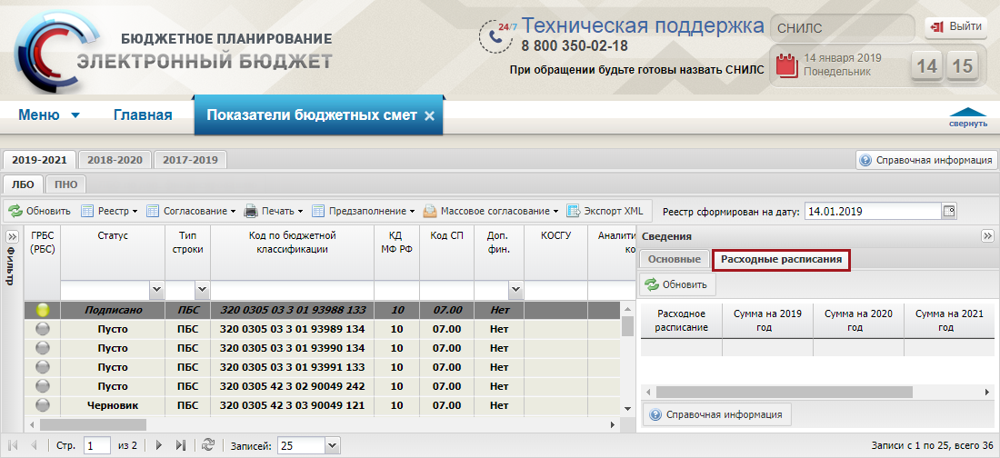 БЮДЖЕТНОЕ ПЛАНИРОВАНИЕ
ЭЛЕКТРОННЫЙ БЮДЖЕТ
24/7
Техническая поддержка
8 800 350-02-18
При обращении будьте готовы назвать СНИЛС
СНИЛС
Выйти
14 января 2019
Понедельник
14 15
Меню Главная Показатели бюджетных смет
свернуть
2019-2021 2018-2020 2017-2019
Справочная информация
ЛБО ПНО
Обновить Реестр Согласование Печать Предзаполнение Массовое согласование Экспорт XML Реестр сформирован на дату: 14.01.2019
Фильтр
ГРБС (РБС) Статус Тип строки Код по бюджетной классификации КД МФ РФ Код СП Доп. фин. КОСГУ Аналити ко
Подписано ПБС 320 0305 03 3 01 93988 133 10 07.00 Нет
Пусто ПБС 320 0305 03 3 01 93989 134 10 07.00 Нет
Пусто ПБС 320 0305 03 3 01 93990 134 10 07.00 Нет
Пусто ПБС 320 0305 03 3 01 93991 133 10 07.00 Нет
Пусто ПБС 320 0305 42 3 02 90049 242 10 07.00 Нет
Черновик ПБС 320 0305 42 3 03 90049 121 10 07.00 Нет
Сведения
Основные Расходные расписания
Обновить
Расходное расписание Сумма на 2019 год Сумма на 2020 год Сумма на 2021 год
Справочная информация
Стр. 1 из 2 Записей: 25 Записи с 1 по 25, всего 36